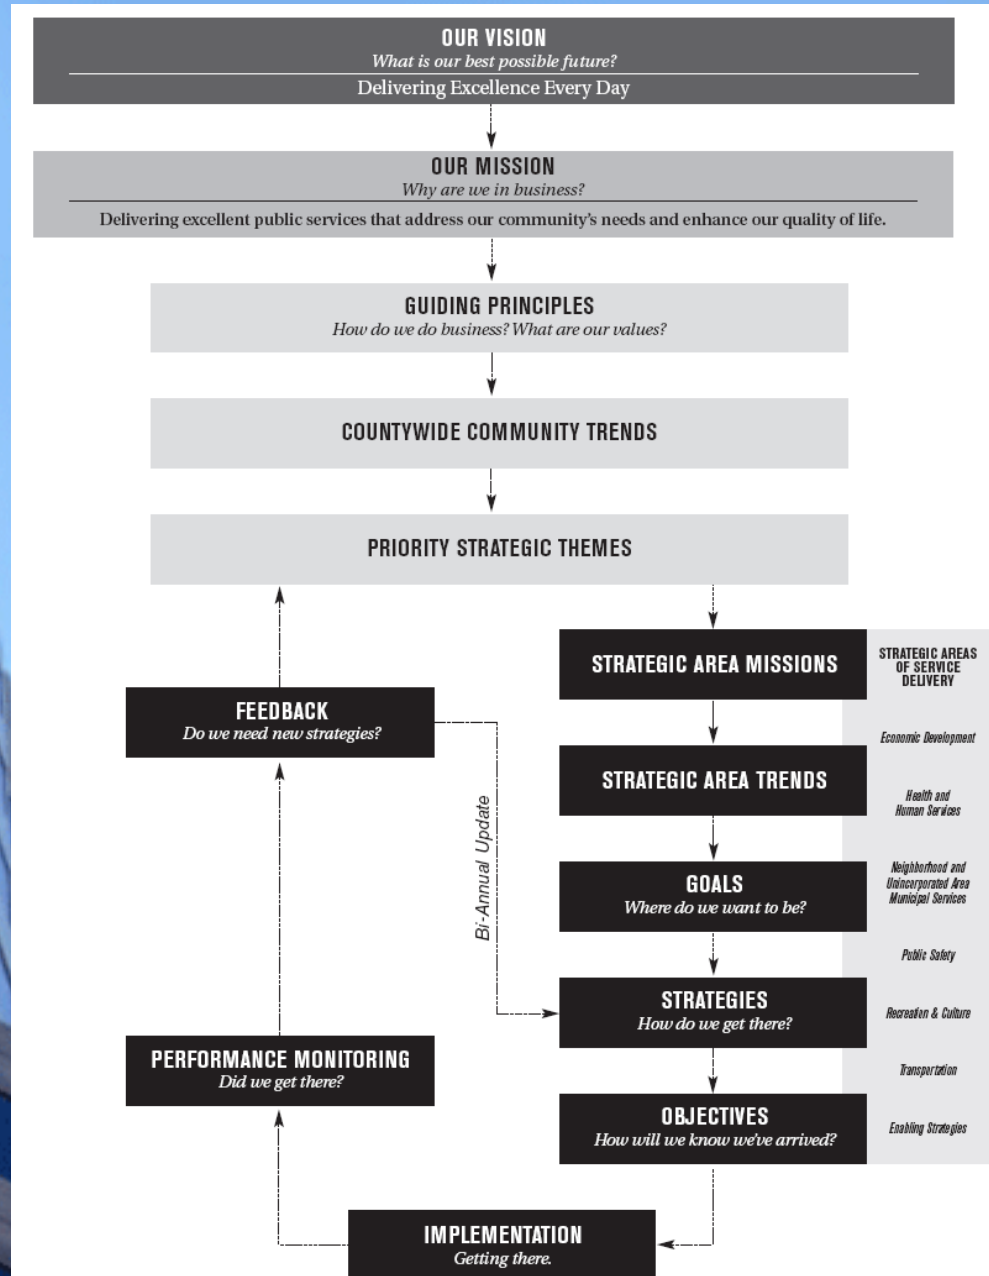 OUR VISION
What is our best possible future?
Delivering Excellence Every Day
OUR MISSION
Why are we in business?
Delivering excellent public services that address our community's needs and enhance our quality of life.
GUIDING PRINCIPLES
How do we do business? What are our values?
COUNTYWIDE COMMUNITY TRENDS
PRIORITY STRATEGIC THEMES
STRATEGIC AREA MISSIONS
STRATEGIC AREAS
OF SERVICE
DELIVERY
FEEDBACK
Do we need new strategies?
Economic Development
STRATEGIC AREA TRENDS
Health and
Human Services
Bi-Annual Update
GOALS
Where do we want to be?
Neighborhood and
Unincorporated Area
Municipal Services
Public Safety
STRATEGIES
How do we get there?
Recreation & Culture
PERFORMANCE MONITORING
Did we get there?
Transportation
OBJECTIVES
How will we know we've arrived?
Enabling Strategies
IMPLEMENTATION
Getting there.